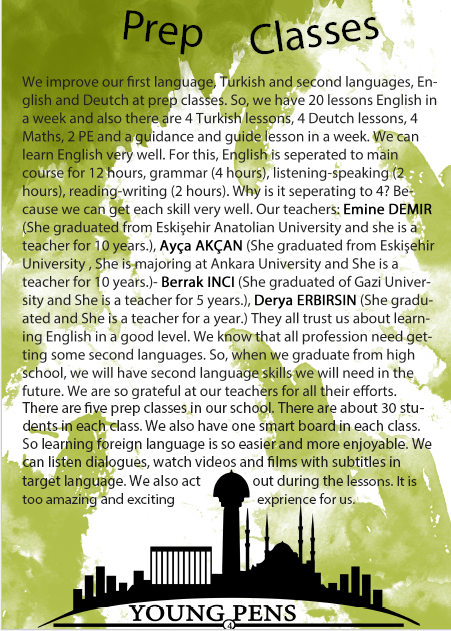 Prep Classes
We improve our first language, Turkish and second languages, En-
glish and Deutch at prep classes. So, we have 20 lessons English in
a week and also there are 4 Turkish lessons, 4 Deutch lessons, 4
Maths, 2 PE and a guidance and guide lesson in a week. We can
learn English very well. For this, English is seperated to main
course for 12 hours, grammar (4 hours), listening-speaking (2
hours), reading-writing (2 hours). Why is it seperating to 4? Be-
cause we can get each skill very well. Our teachers: Emine DEMIR
(She graduated from Eskişehir Anatolian University and she is a
teacher for 10 years.), Ayça AKÇAN (She graduated from Eskişehir
University , She is majoring at Ankara University and She is a
teacher for 10 years.)- Berrak INCI (She graduated of Gazi Univer-
sity and She is a teacher for 5 years.), Derya ERBIRSIN (She gradu-
ated and She is a teacher for a year.) They all trust us about learn-
ing English in a good level. We know that all profession need get-
ting some second languages. So, when we graduate from high
school, we will have second language skills we will need in the
future. We are so grateful at our teachers for all their efforts.
There are five prep classes in our school. There are about 30 stu-
dents in each class. We also have one smart board in each class.
So learning foreign language is so easier and more enjoyable. We
can listen dialogues, watch videos and films with subtitles in
target language. We also act out during the lessons. It is
too amazing and exciting exprience for us.
YOUNG PENS
4